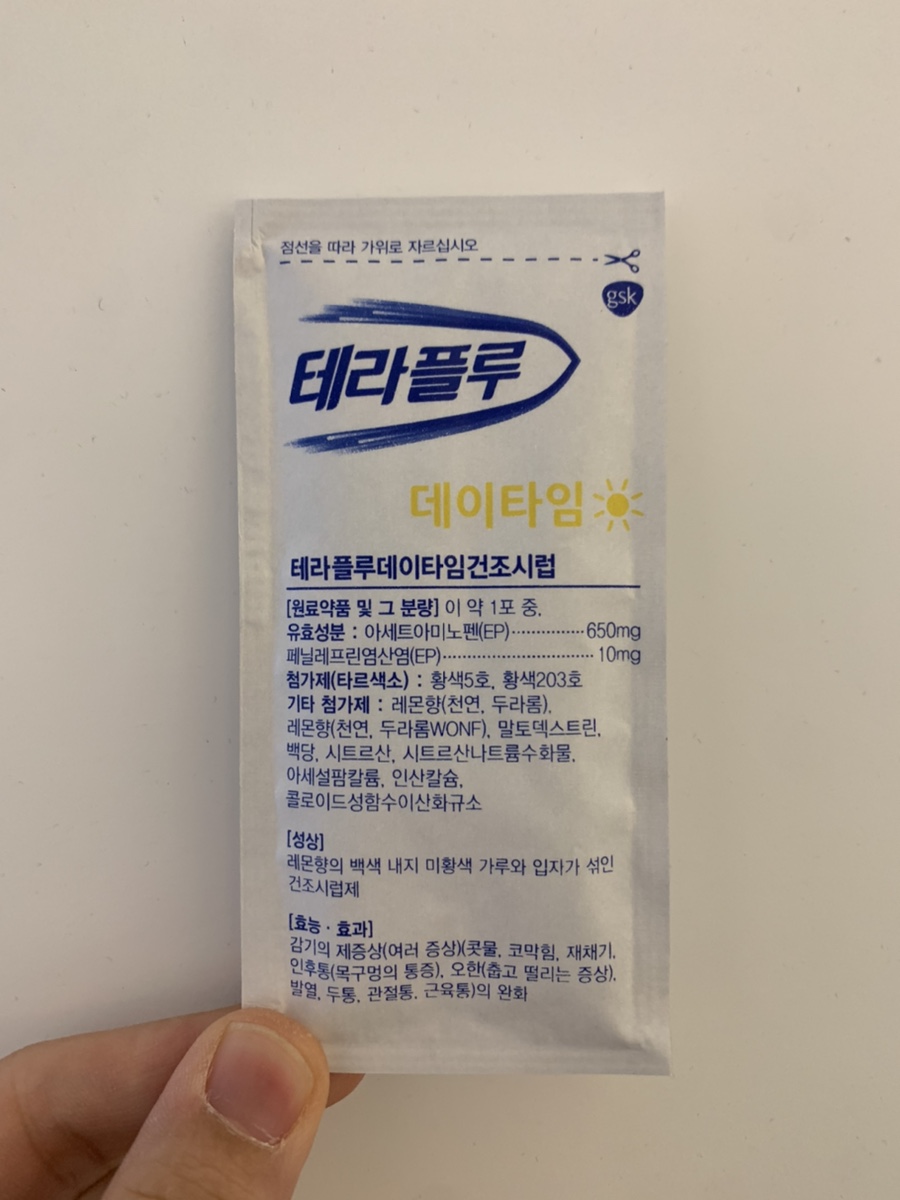 점선을 따라 가위로 자르십시오
gsk
테라플루
데이타임
테라플루데이타임건조시럽
[원료약품 및 그 분량] 이 약 1포 중,
유효성분 : 아세트아미노펜(EP)···············650mg
페닐레프린염산염(EP)······························10mg
첨가제(타르색소) : 황색5호, 황색203호
기타 첨가제 : 레몬향(천연, 두라롬),
레몬향(천연, 두라롬WONF), 말토덱스트린,
백당, 시트르산, 시트르산나트륨수화물,
아세설팜칼륨, 인산칼슘,
콜로이드성함수이산화규소
[성상]
레몬향의 백색 내지 미황색 가루와 입자가 섞인
건조시럽제
[효능 · 효과]
감기의 제증상(여러 증상)(콧물, 코막힘, 재채기,
인후통(목구멍의 통증), 오한(춥고 떨리는 증상),
발열, 두통, 관절통, 근육통)의 완화